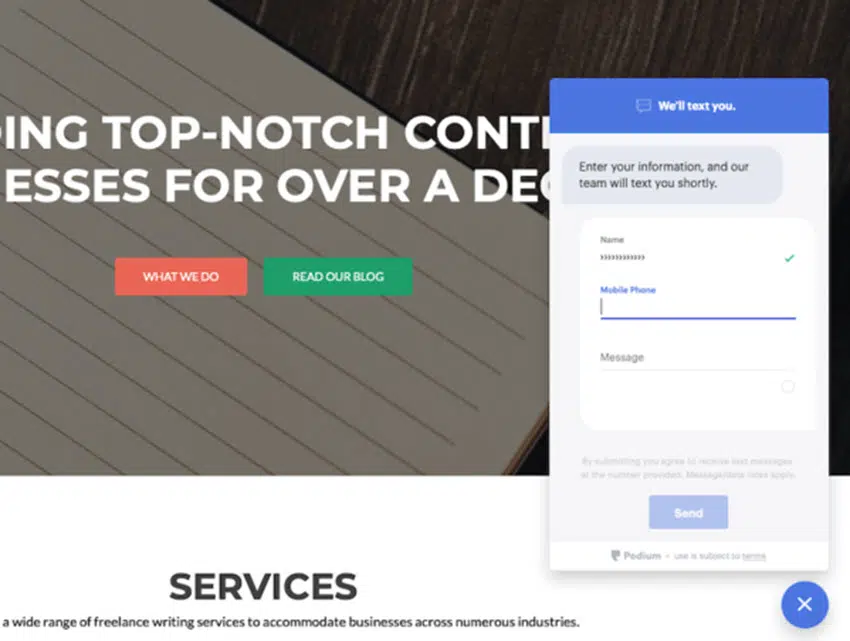 ING TOP-NOTCH CONT
ESSES FOR OVER A DEC
WHAT WE DO
READ OUR BLOG
SERVICES
a wide range of freelance writing services to accommodate businesses across numerous industries.
We'll text you.
Enter your information, and our
team will text you shortly.
Name
Mobile Phone
Message
By submitting you agree to receive text messages
at the number provided. Message/data rates apply.
Send
Podium • use is subject to terms